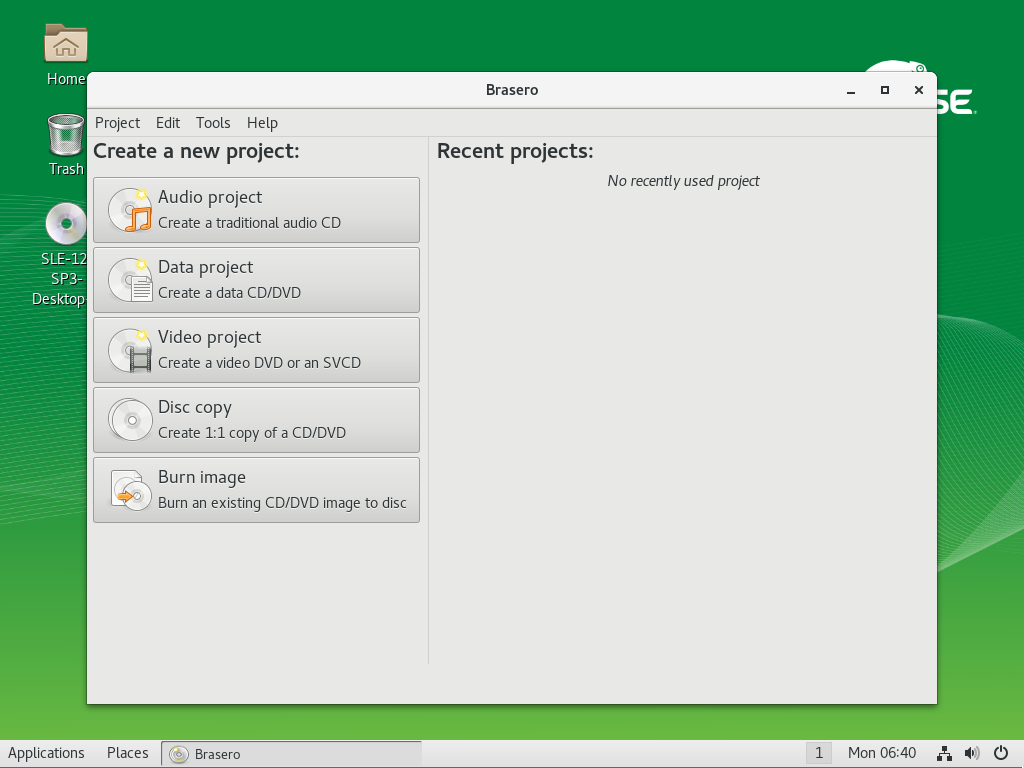 Home
Trash
SLE-12
SP3-
Desktop-
SE
Brasero
Project Edit Tools Help
Create a new project:
Audio project
Create a traditional audio CD
Data project
Create a data CD/DVD
Video project
Create a video DVD or an SVCD
Disc copy
Create 1:1 copy of a CD/DVD
Burn image
Burn an existing CD/DVD image to disc
Recent projects:
No recently used project
Applications Places Brasero 1 Mon 06:40